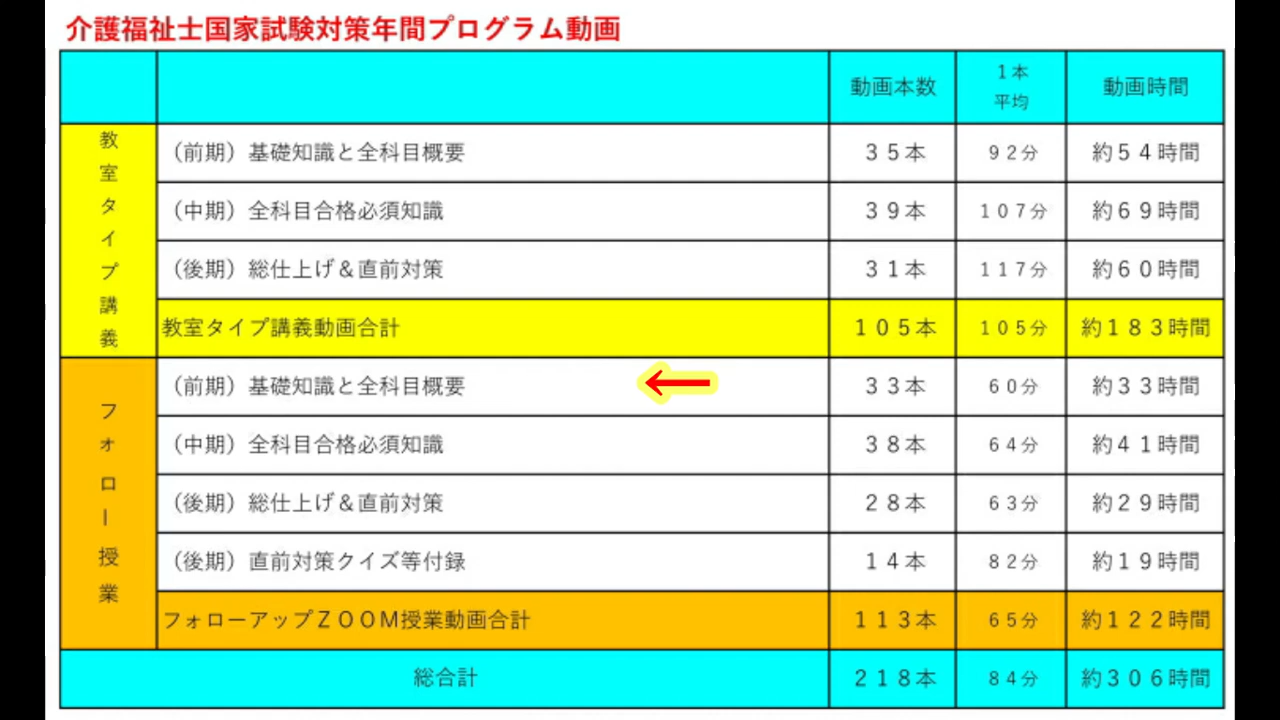 介護福祉士国家試験対策年間プログラム動画
動画本数 １本平均 動画時間
教室タイプ講義
（前期）基礎知識と全科目概要 ３５本 ９２分 約５４時間
（中期）全科目合格必須知識 ３９本 １０７分 約６９時間
（後期）総仕上げ＆直前対策 ３１本 １１７分 約６０時間
教室タイプ講義動画合計 １０５本 １０５分 約１８３時間
フォロー授業
（前期）基礎知識と全科目概要 ３３本 ６０分 約３３時間
（中期）全科目合格必須知識 ３８本 ６４分 約４１時間
（後期）総仕上げ＆直前対策 ２８本 ６３分 約２９時間
（後期）直前対策クイズ等付録 １４本 ８２分 約１９時間
フォローアップＺＯＯＭ授業動画合計 １１３本 ６５分 約１２２時間
総合計 ２１８本 ８４分 約３０６時間